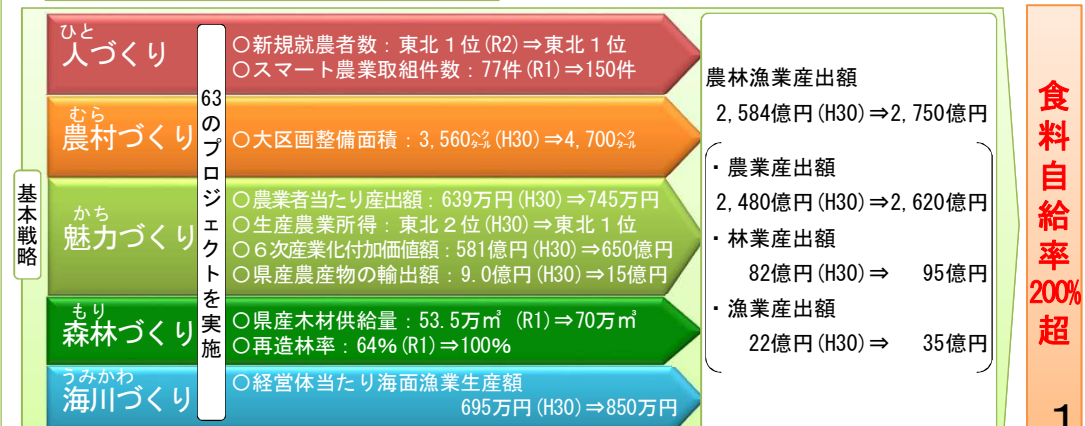 基本戦略
ひと
人づくり
○新規就農者数：東北１位(R2)⇒東北１位
○スマート農業取組件数：77件(R1)⇒150件
むら
農村づくり
○大区画整備面積：3,560㌶(H30)⇒4,700㌶
かち
魅力づくり
○農業者当たり産出額：639万円(H30)⇒745万円
○生産農業所得：東北２位(H30)⇒東北１位
○６次産業化付加価値額：581億円(H30)⇒650億円
○県産農産物の輸出額：9.0億円(H30)⇒15億円
もり
森林づくり
○県産木材供給量：53.5万㎥ (R1)⇒70万㎥
○再造林率：64%(R1)⇒100%
うみかわ
海川づくり
○経営体当たり海面漁業生産額
695万円(H30)⇒850万円
63のプロジェクトを実施
農林漁業産出額
2,584億円(H30)⇒2,750億円
・農業産出額
2,480億円(H30)⇒2,620億円
・林業産出額
82億円(H30)⇒ 95億円
・漁業産出額
22億円(H30)⇒ 35億円
食料自給率200%超
1